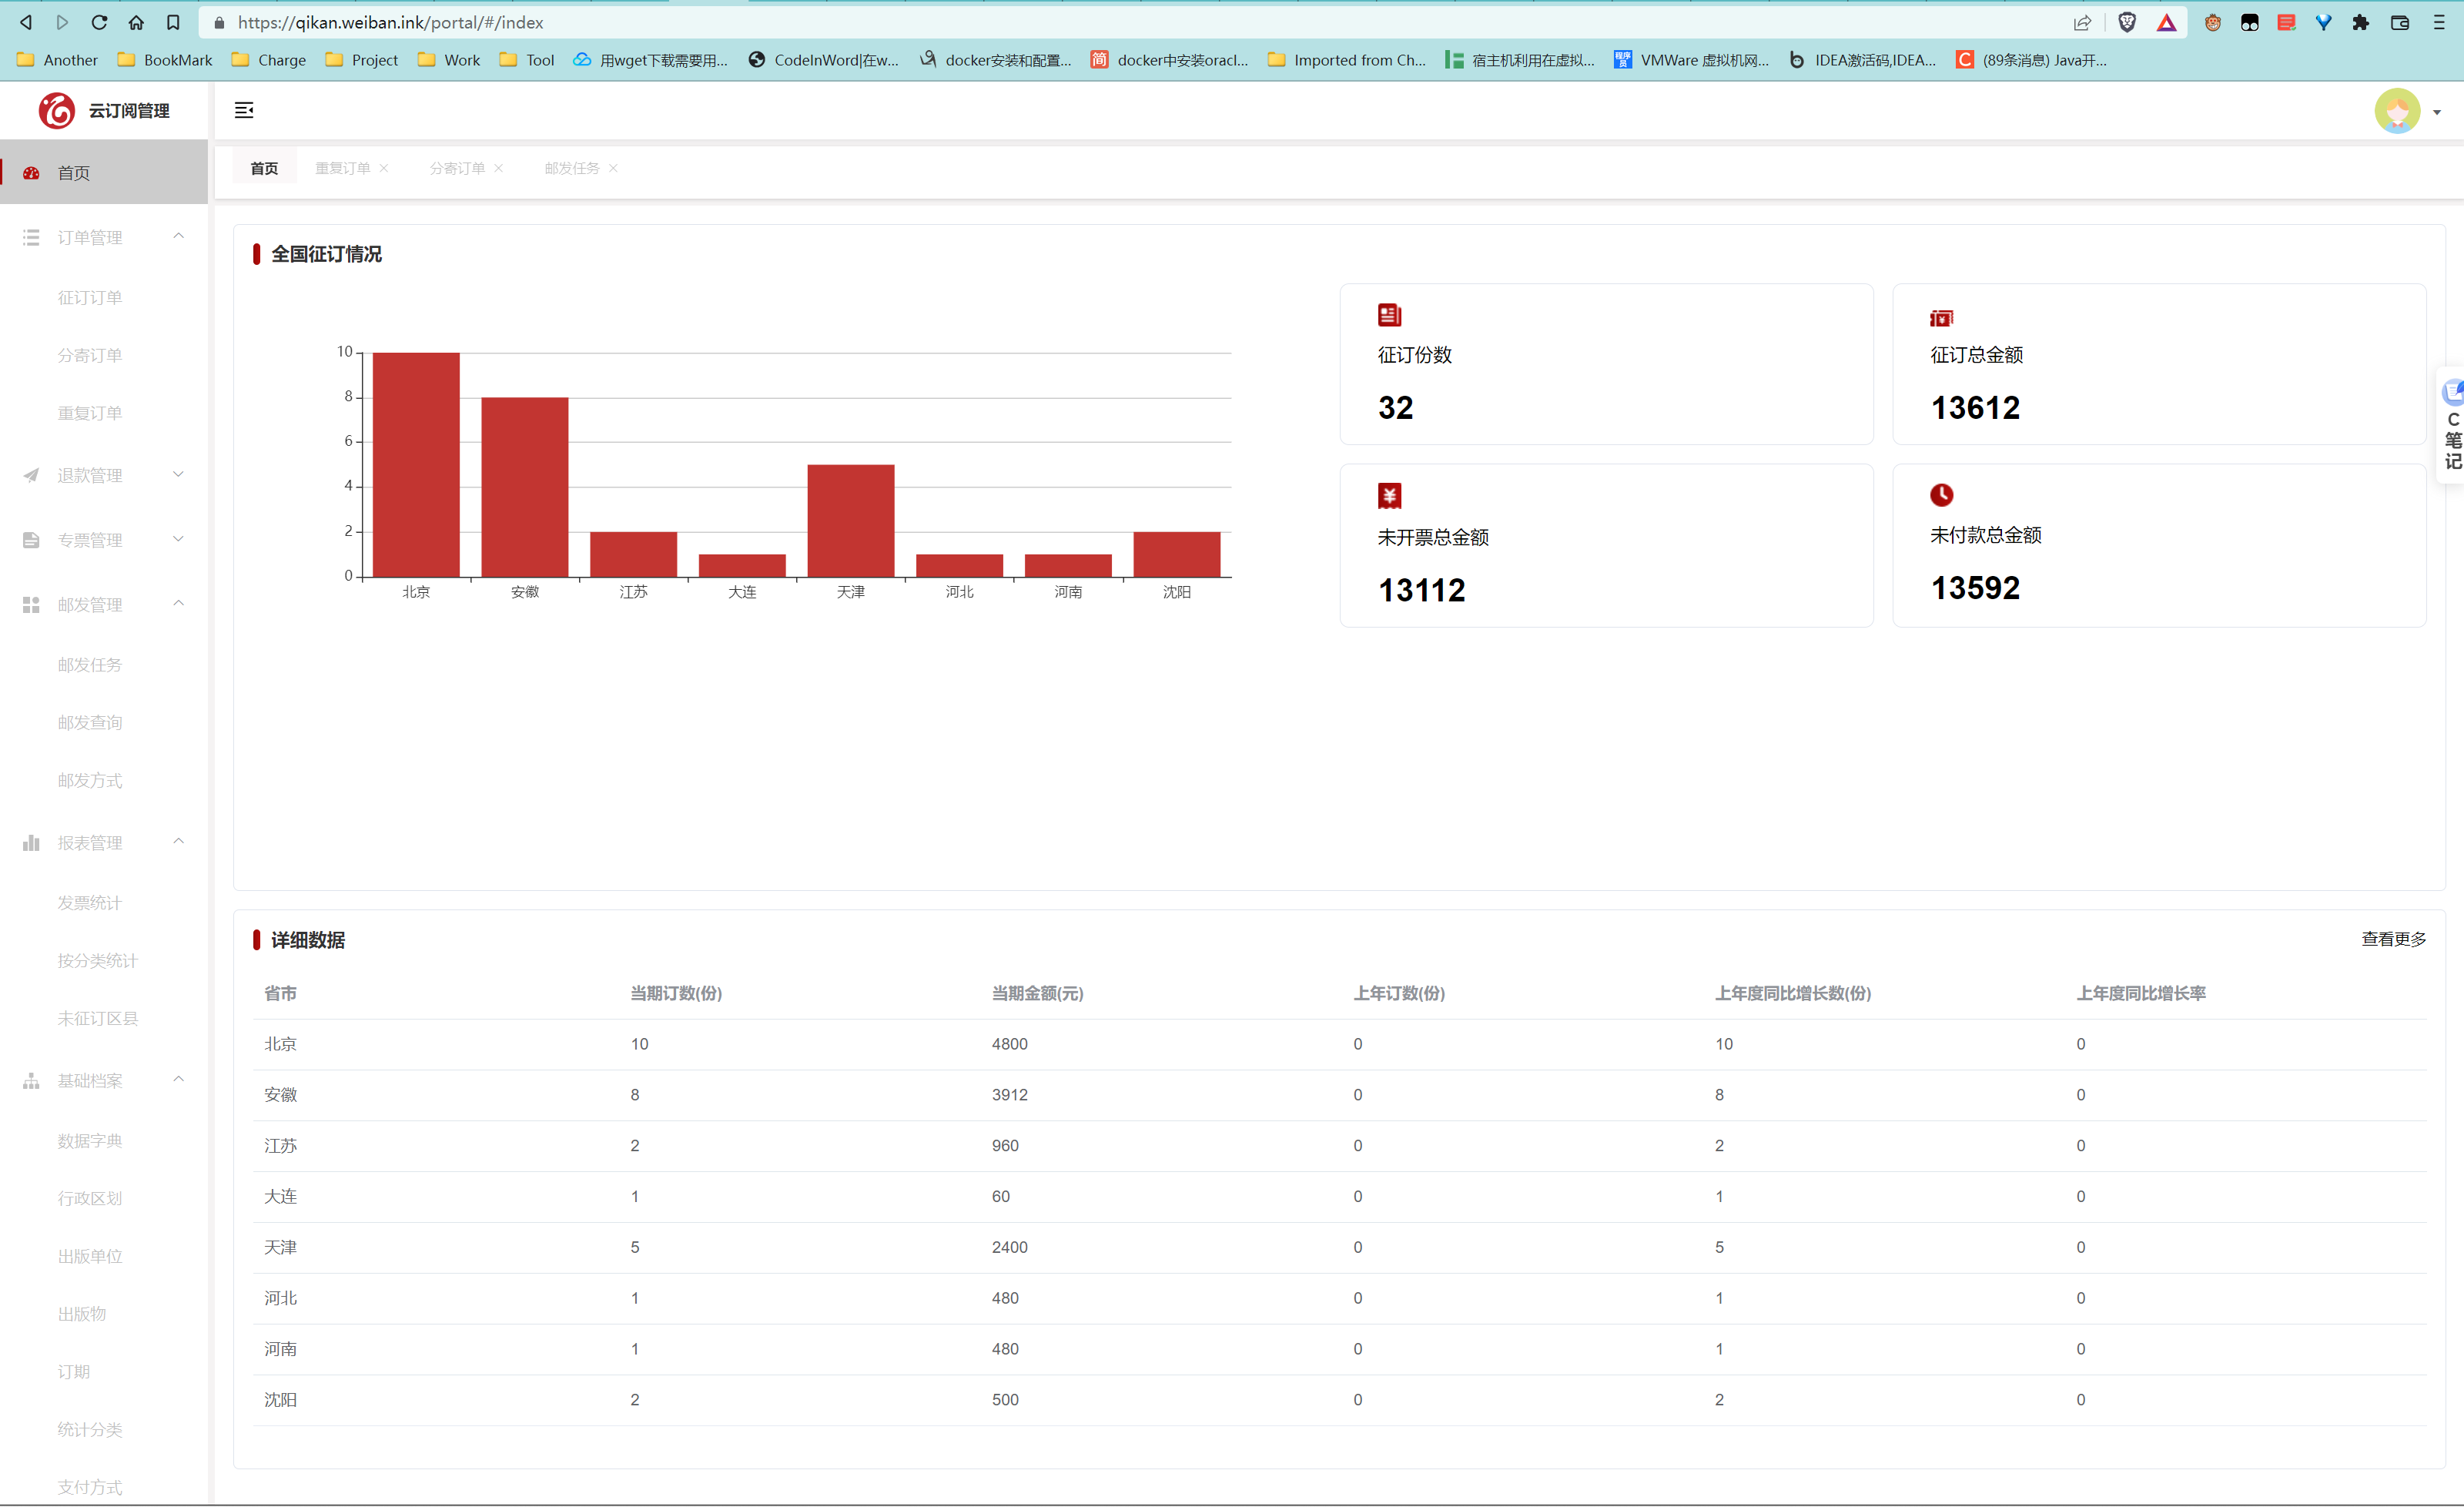 https://qikan.weiban.ink/portal/#/index
Another BookMark Charge Project Work Tool 用wget下载需要用... CodeInWord|在w... docker安装和配置... 简 docker中安装oracl... Imported from Ch... 宿主机利用在虚拟... 程序员 VMWare 虚拟机网... IDEA激活码,IDEA... C (89条消息) Java开...
云订阅管理
首页
订单管理
征订订单
分寄订单
重复订单
退款管理
专票管理
邮发管理
邮发任务
邮发查询
邮发方式
报表管理
发票统计
按分类统计
未征订区县
基础档案
数据字典
行政区划
出版单位
出版物
订期
统计分类
支付方式
首页 重复订单 × 分寄订单 × 邮发任务 ×
全国征订情况
10
8
6
4
2
0
北京 安徽 江苏 大连 天津 河北 河南 沈阳
征订份数
32
征订总金额
13612
未开票总金额
13112
未付款总金额
13592
C
笔
记
详细数据 查看更多
省市 当期订数(份) 当期金额(元) 上年订数(份) 上年度同比增长数(份) 上年度同比增长率
北京 10 4800 0 10 0
安徽 8 3912 0 8 0
江苏 2 960 0 2 0
大连 1 60 0 1 0
天津 5 2400 0 5 0
河北 1 480 0 1 0
河南 1 480 0 1 0
沈阳 2 500 0 2 0